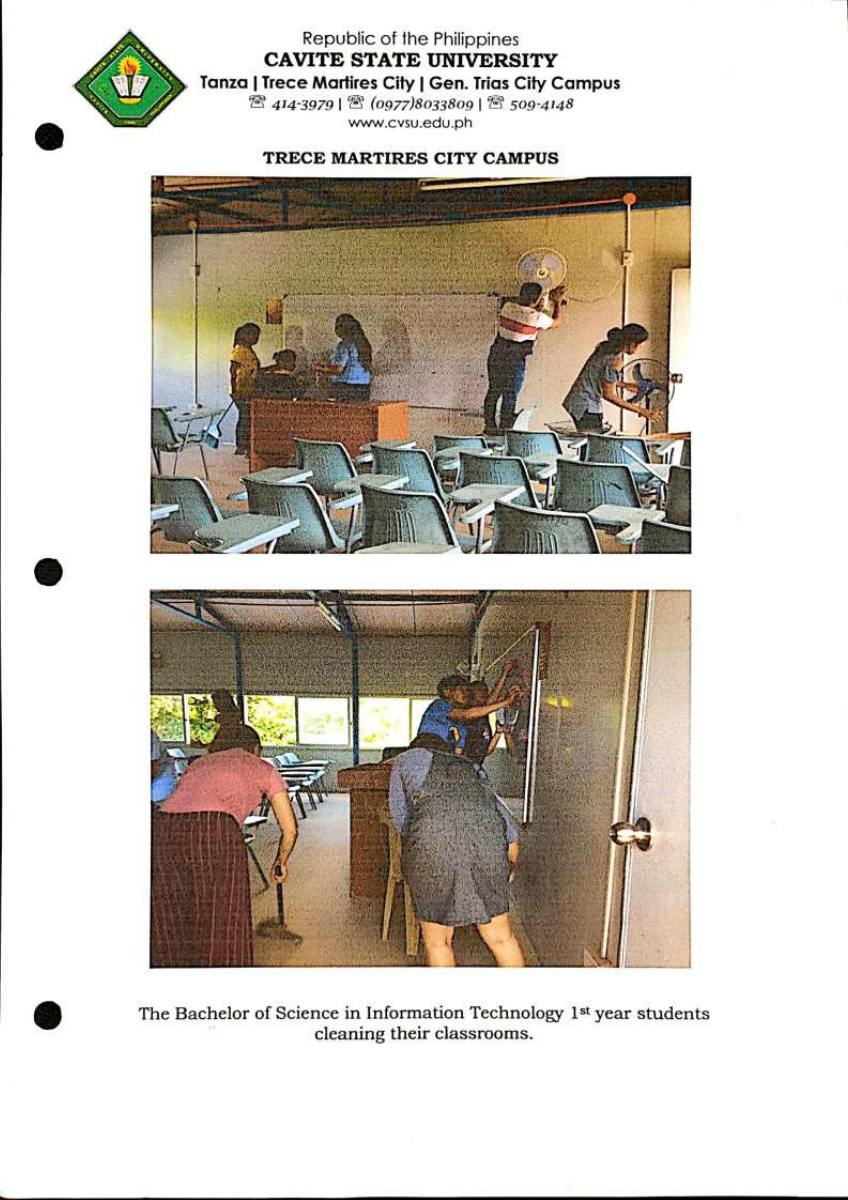 Republic of the Philippines
CAVITE STATE UNIVERSITY
Tanza | Trece Martires City | Gen. Trias City Campus
☏ 414-3979 | ☏ (0977)8033809 | ☏ 509-4148
www.cvsu.edu.ph
TRECE MARTIRES CITY CAMPUS
The Bachelor of Science in Information Technology 1st year students
cleaning their classrooms.